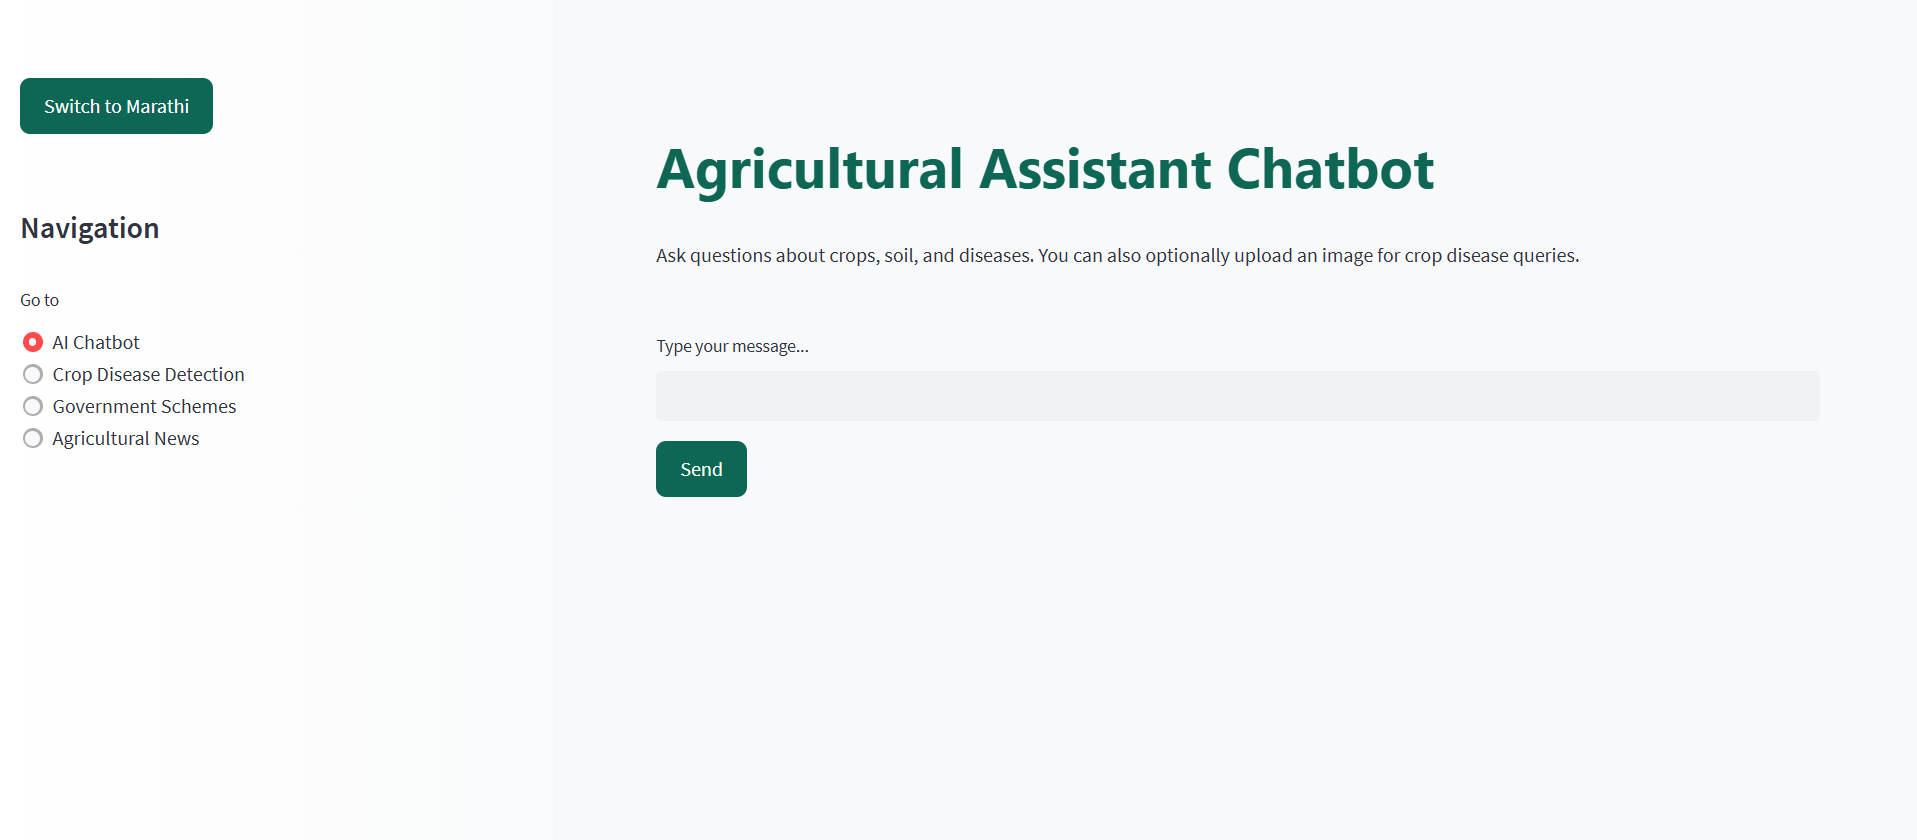 Switch to Marathi
Navigation
Go to
AI Chatbot
Crop Disease Detection
Government Schemes
Agricultural News
Agricultural Assistant Chatbot
Ask questions about crops, soil, and diseases. You can also optionally upload an image for crop disease queries.
Type your message...
Send